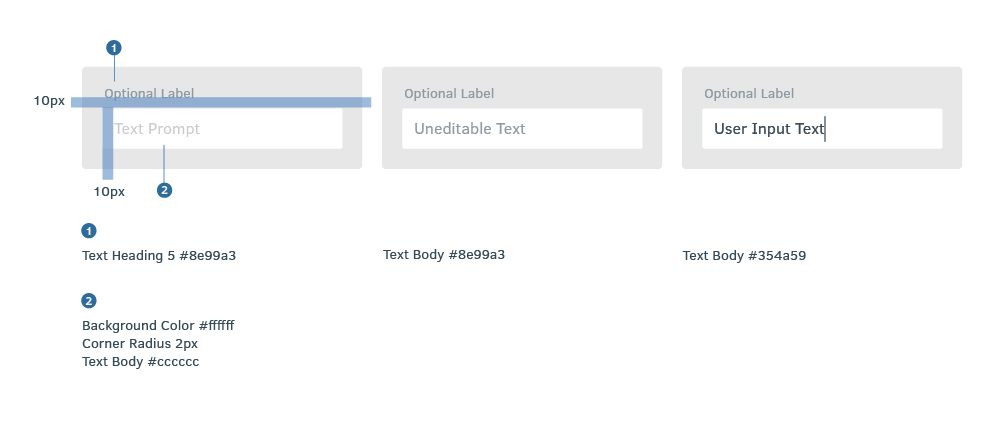 1
Optional Label
Optional Label
Optional Label
10px
Text Prompt
Uneditable Text
User Input Text
10px
2
1
Text Heading 5 #8e99a3
Text Body #8e99a3
Text Body #354a59
2
Background Color #ffffff
Corner Radius 2px
Text Body #cccccc